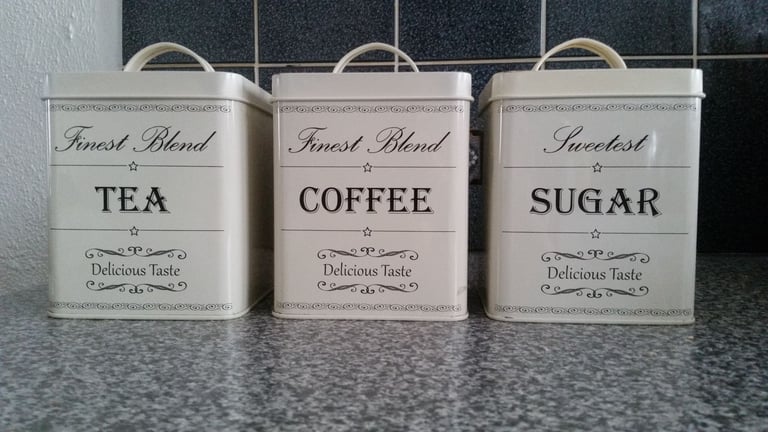 Finest Blend
TEA
Delicious Taste
Finest Blend
COFFEE
Delicious Taste
Sweetest
SUGAR
Delicious Taste